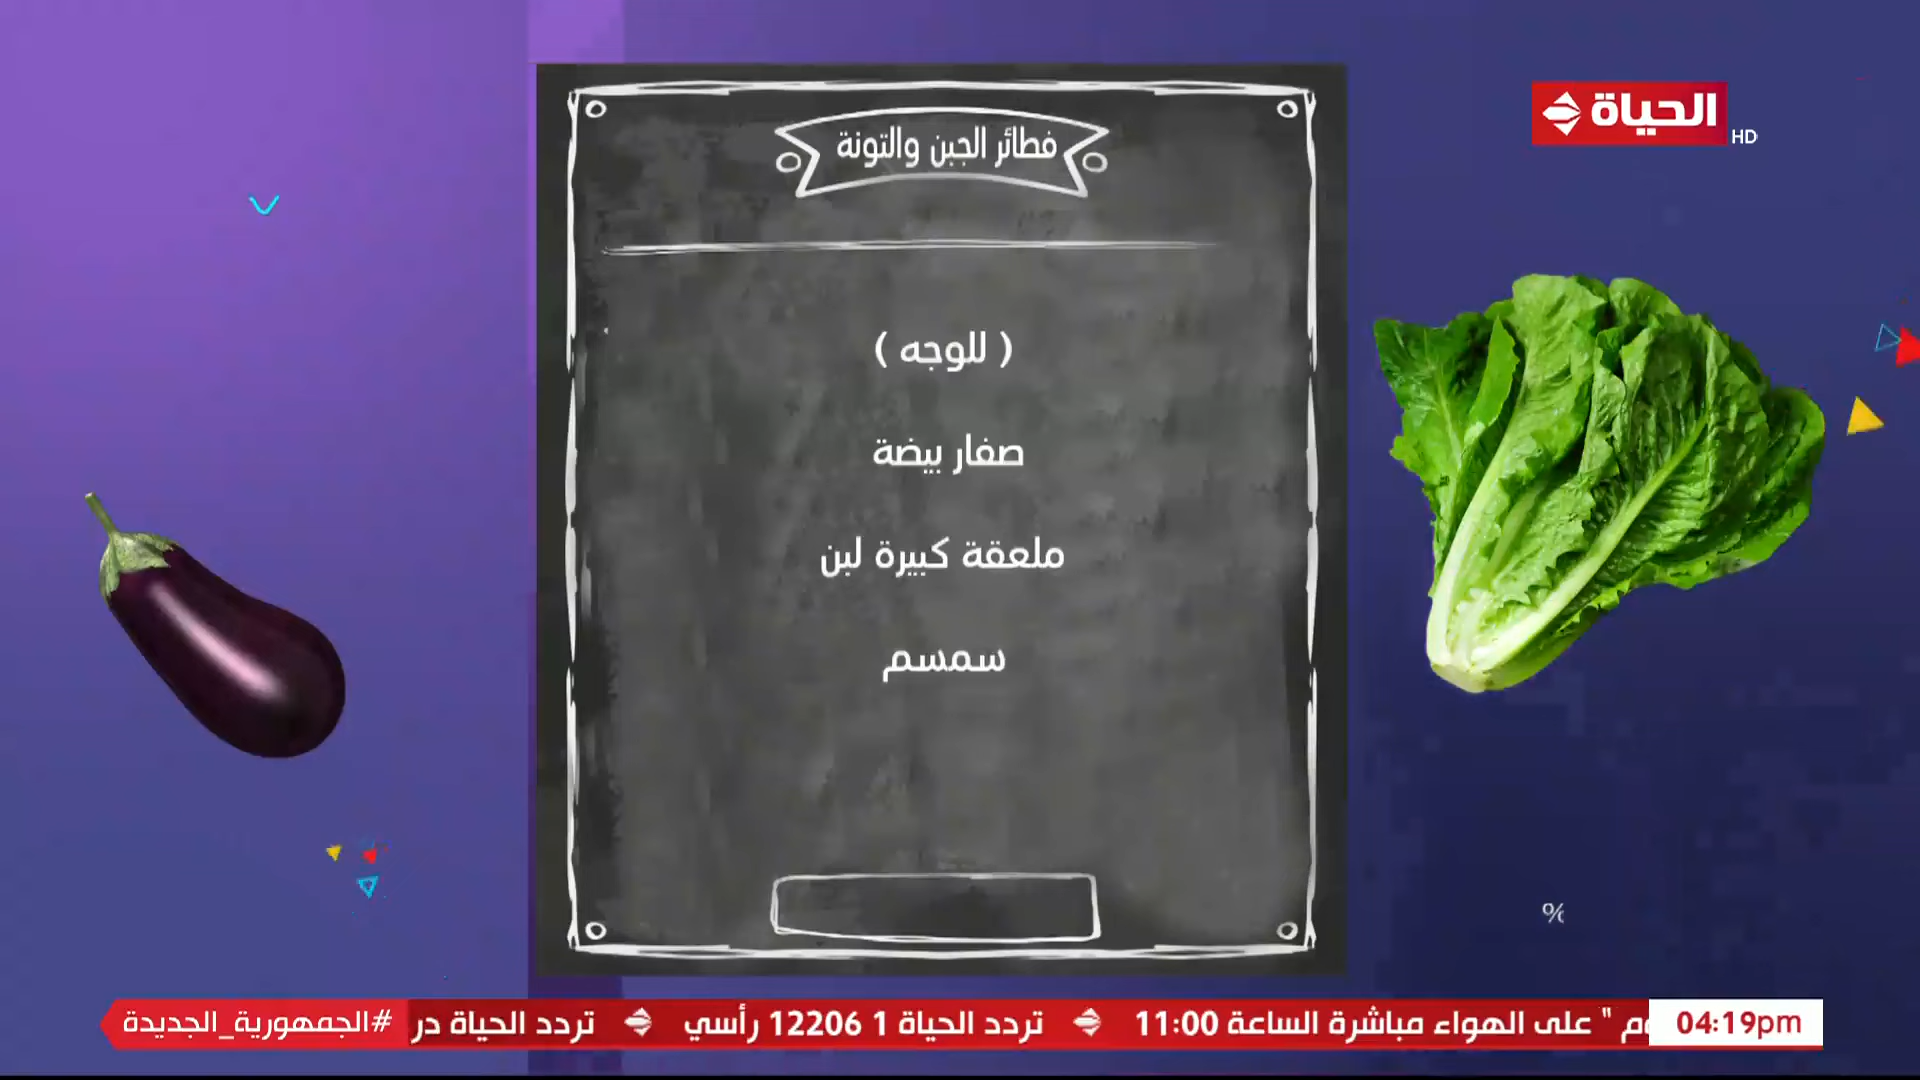 الحياة
HD
فطائر الجبن والتونة
( للوجه )
صفار بيضة
ملعقة كبيرة لبن
سمسم
%
04:19pm
" على الهواء مباشرة الساعة 11:00 تردد الحياة 1 12206 رأسي تردد الحياة
#الجمهورية_الجديدة